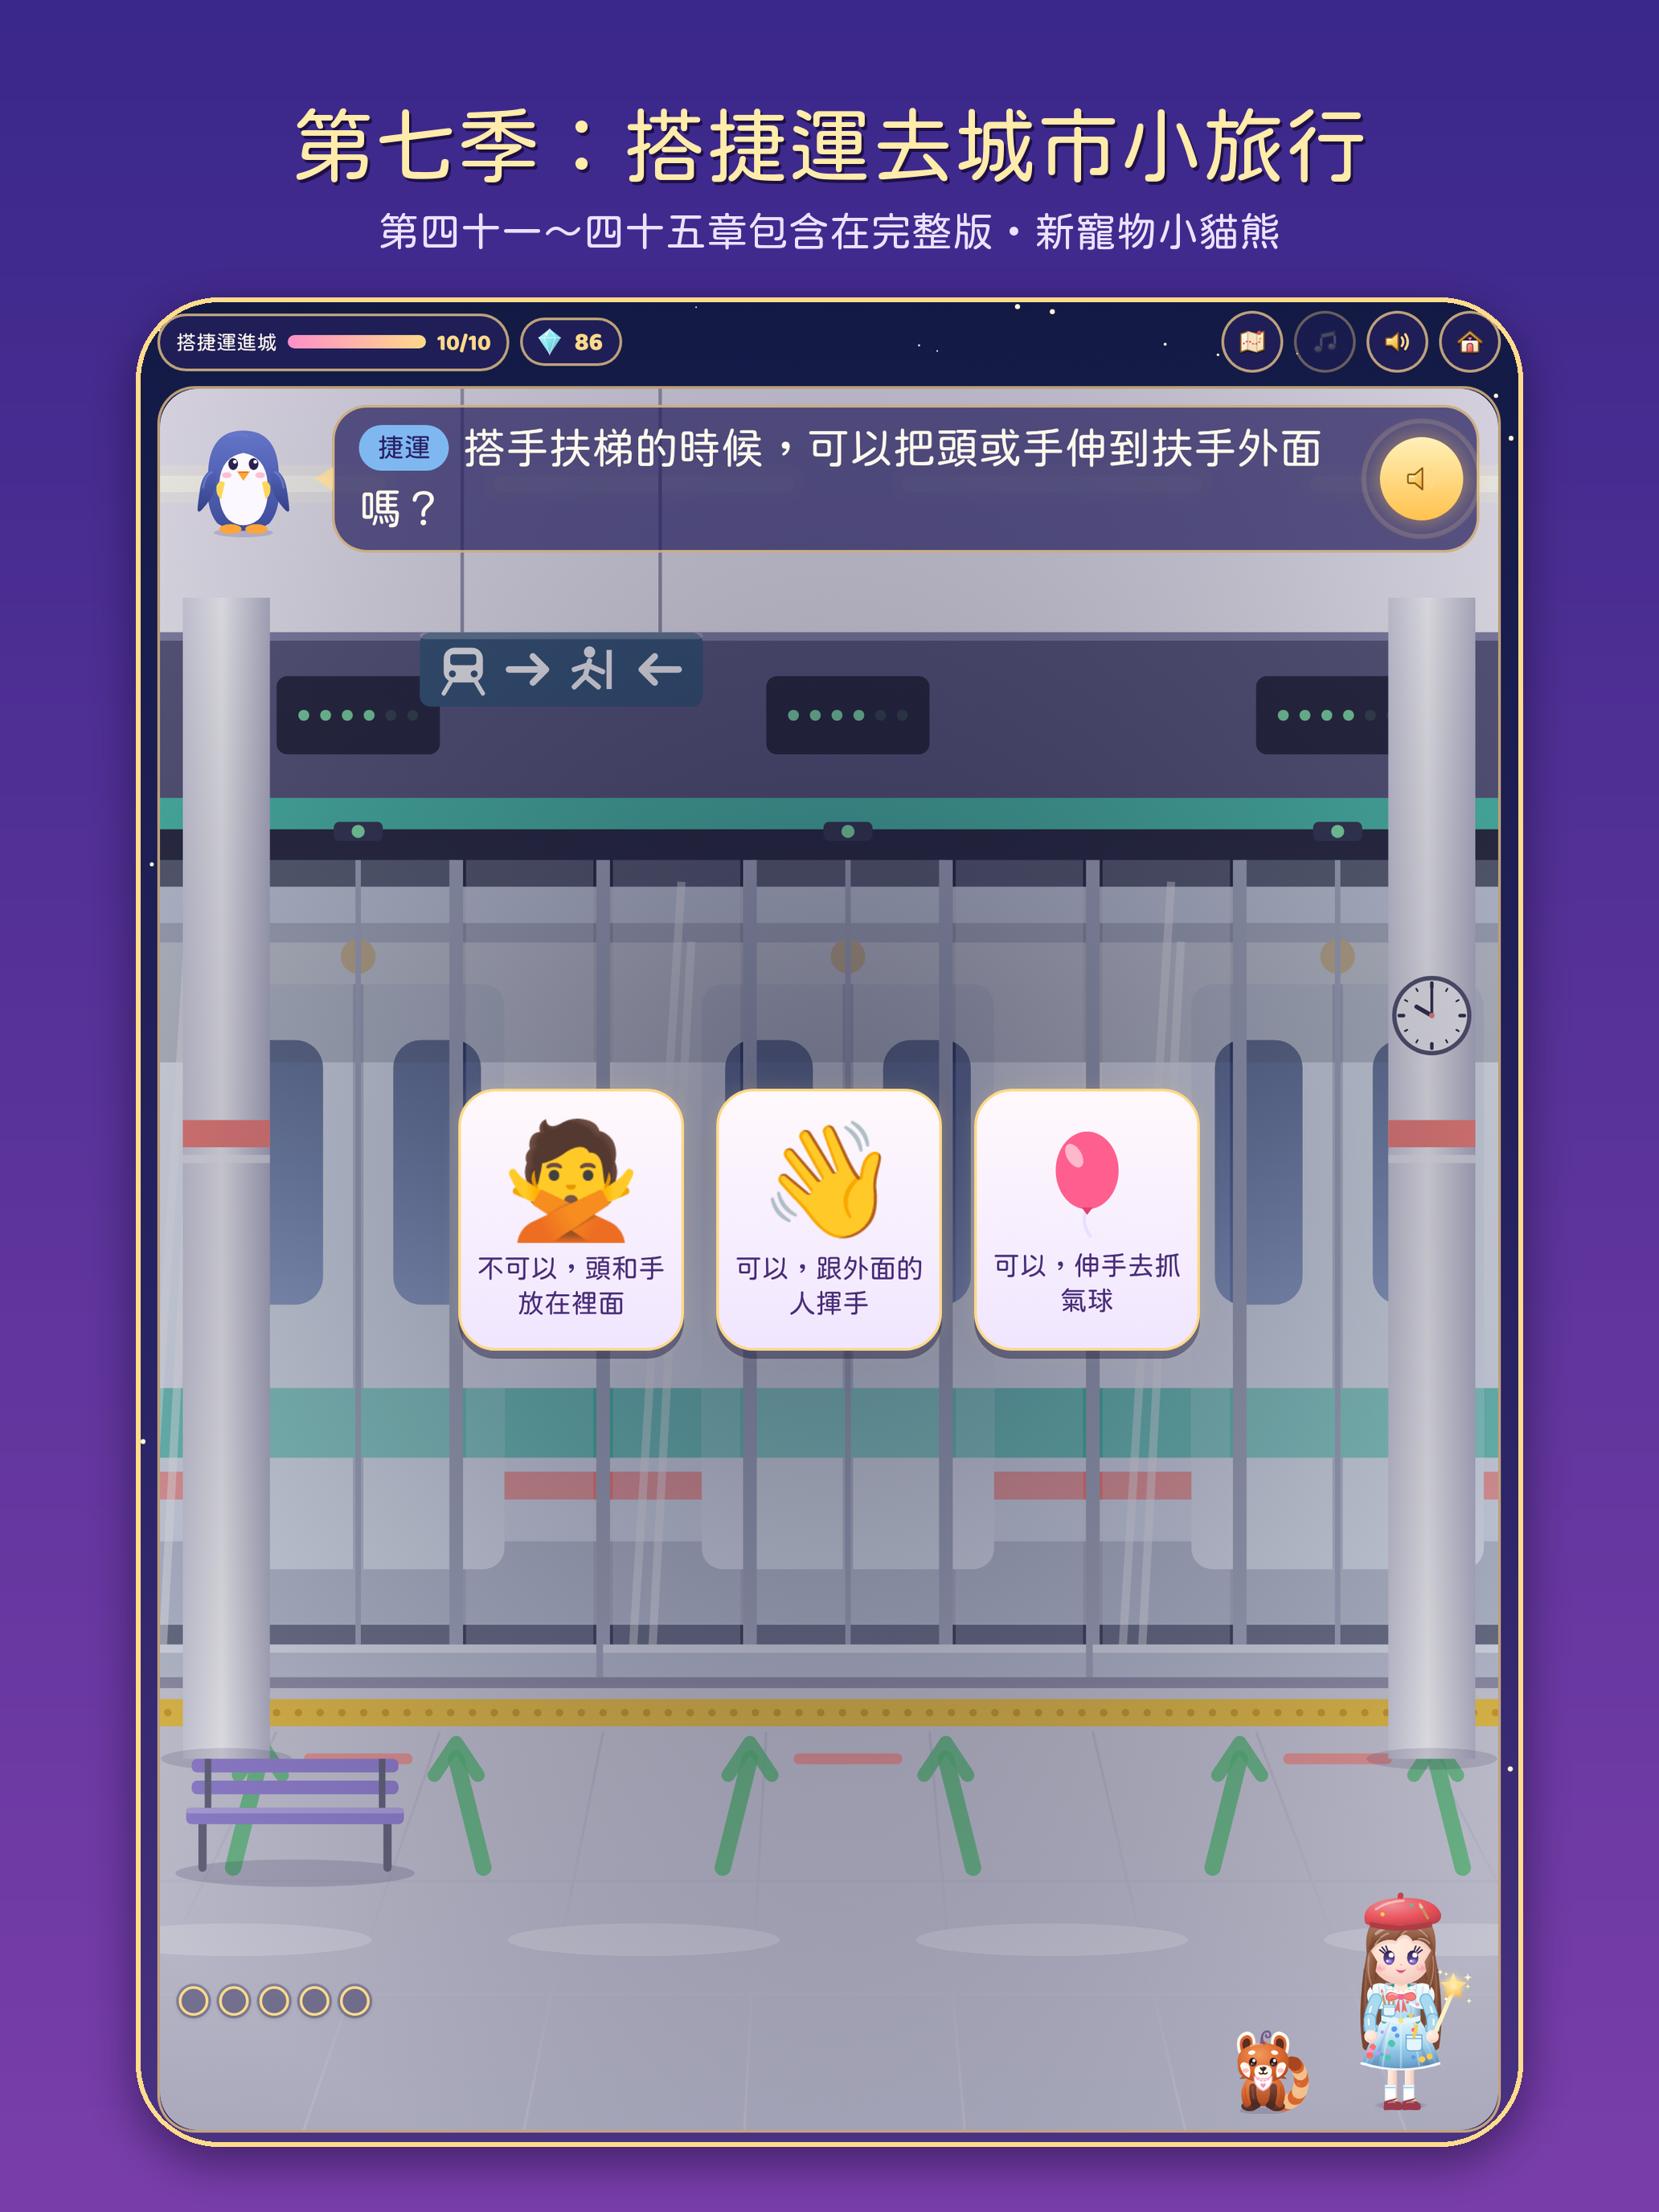 第七季：搭捷運去城市小旅行
第四十一～四十五章包含在完整版・新寵物小貓熊
搭捷運進城 10/10 86
捷運 搭手扶梯的時候，可以把頭或手伸到扶手外面
嗎？
不可以，頭和手
放在裡面
可以，跟外面的
人揮手
可以，伸手去抓
氣球